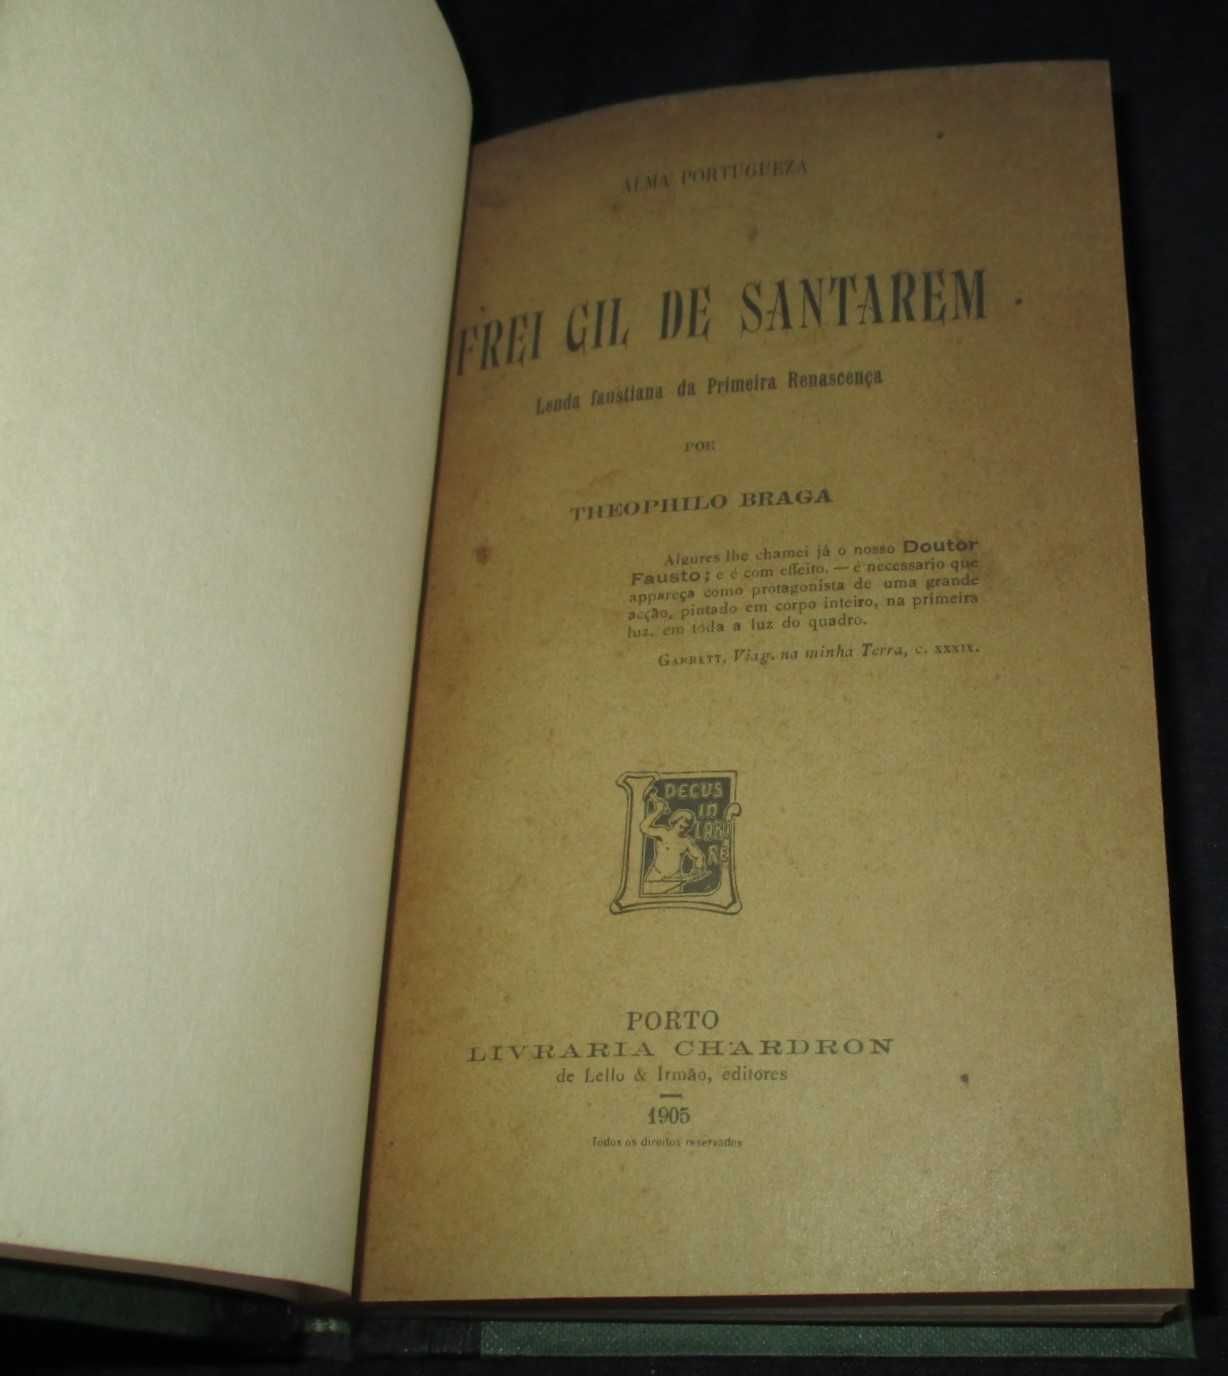 ALMA PORTUGUEZA
FREI GIL DE SANTAREM
Lenda faustiana da Primeira Renascença
POR
THEOPHILO BRAGA
Algures lhe chamei já o nosso Doutor
Fausto; e é com effeito. — é necessario que
appareça como protagonista de uma grande
acção, pintado em corpo inteiro, na primeira
luz, em toda a luz do quadro.
GARRETT, Viag. na minha Terra, c. XXXIX.
DECUS
IN
LABO
RE
PORTO
LIVRARIA CHARDRON
de Lello & Irmão, editores
1905
Todos os direitos reservados